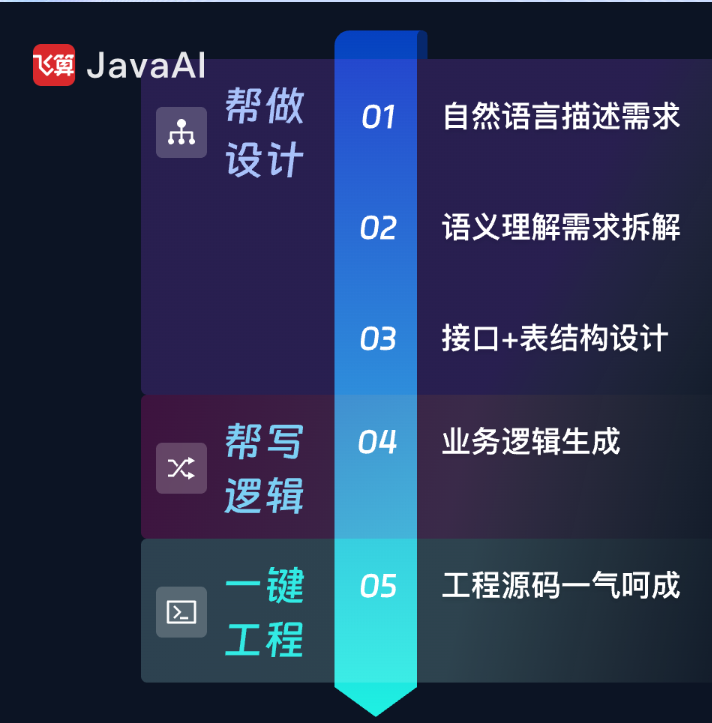 飞算 JavaAI
帮做
设计
01 自然语言描述需求
02 语义理解需求拆解
03 接口+表结构设计
帮写
逻辑
04 业务逻辑生成
一键
工程
05 工程源码一气呵成